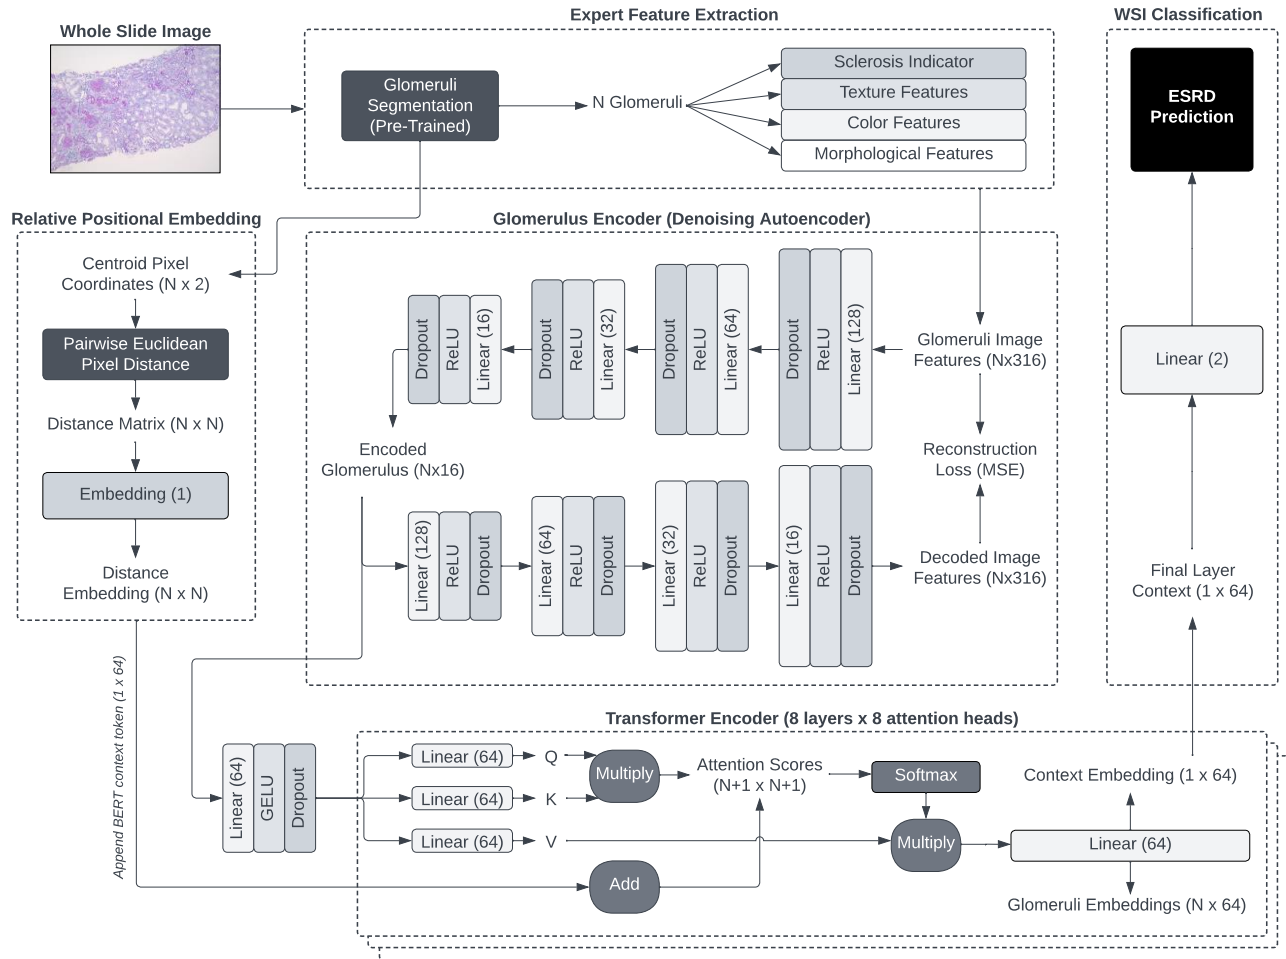 Expert Feature Extraction
WSI Classification
Whole Slide Image
Glomeruli
Segmentation
(Pre-Trained)
N Glomeruli
Sclerosis Indicator
Texture Features
Color Features
Morphological Features
ESRD
Prediction
Relative Positional Embedding
Glomerulus Encoder (Denoising Autoencoder)
Centroid Pixel
Coordinates (N x 2)
Pairwise Euclidean
Pixel Distance
Distance Matrix (N x N)
Embedding (1)
Distance
Embedding (N x N)
Dropout
ReLU
Linear (16)
Dropout
ReLU
Linear (32)
Dropout
ReLU
Linear (64)
Dropout
ReLU
Linear (128)
Glomeruli Image
Features (Nx316)
Linear (2)
Encoded
Glomerulus (Nx16)
Reconstruction
Loss (MSE)
Linear (128)
ReLU
Dropout
Linear (64)
ReLU
Dropout
Linear (32)
ReLU
Dropout
Linear (16)
ReLU
Dropout
Decoded Image
Features (Nx316)
Final Layer
Context (1 x 64)
Append BERT context token (1 x 64)
Transformer Encoder (8 layers x 8 attention heads)
Linear (64)
GELU
Dropout
Linear (64)
Q
Linear (64)
K
Linear (64)
V
Multiply
Attention Scores
(N+1 x N+1)
Softmax
Multiply
Add
Context Embedding (1 x 64)
Linear (64)
Glomeruli Embeddings (N x 64)